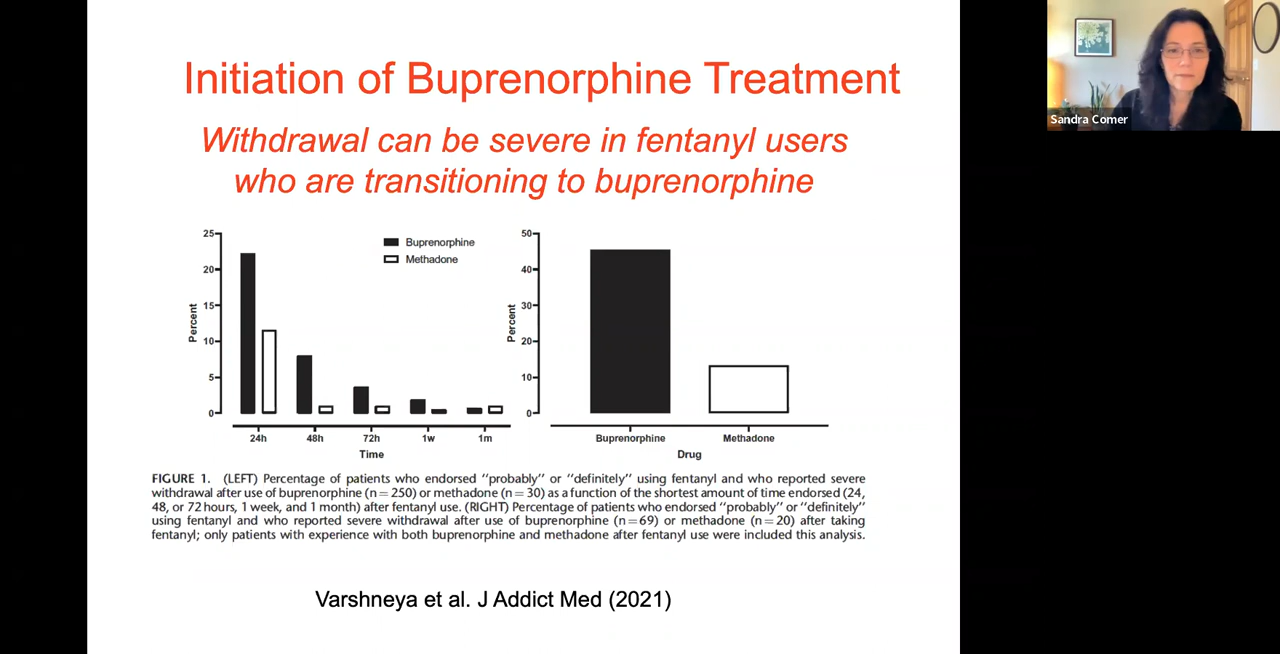 Initiation of Buprenorphine Treatment
Withdrawal can be severe in fentanyl users
who are transitioning to buprenorphine
25
20
15
10
5
0
Percent
Buprenorphine
Methadone
24h
48h
72h
1w
1m
Time
50
40
30
20
10
0
Percent
Buprenorphine
Methadone
Drug
FIGURE 1. (LEFT) Percentage of patients who endorsed "probably" or "definitely" using fentanyl and who reported severe
withdrawal after use of buprenorphine (n = 250) or methadone (n = 30) as a function of the shortest amount of time endorsed (24,
48, or 72 hours, 1 week, and 1 month) after fentanyl use. (RIGHT) Percentage of patients who endorsed "probably" or "definitely"
using fentanyl and who reported severe withdrawal after use of buprenorphine (n = 69) or methadone (n = 20) after taking
fentanyl; only patients with experience with both buprenorphine and methadone after fentanyl use were included this analysis.
Varshneya et al. J Addict Med (2021)
Sandra Comer